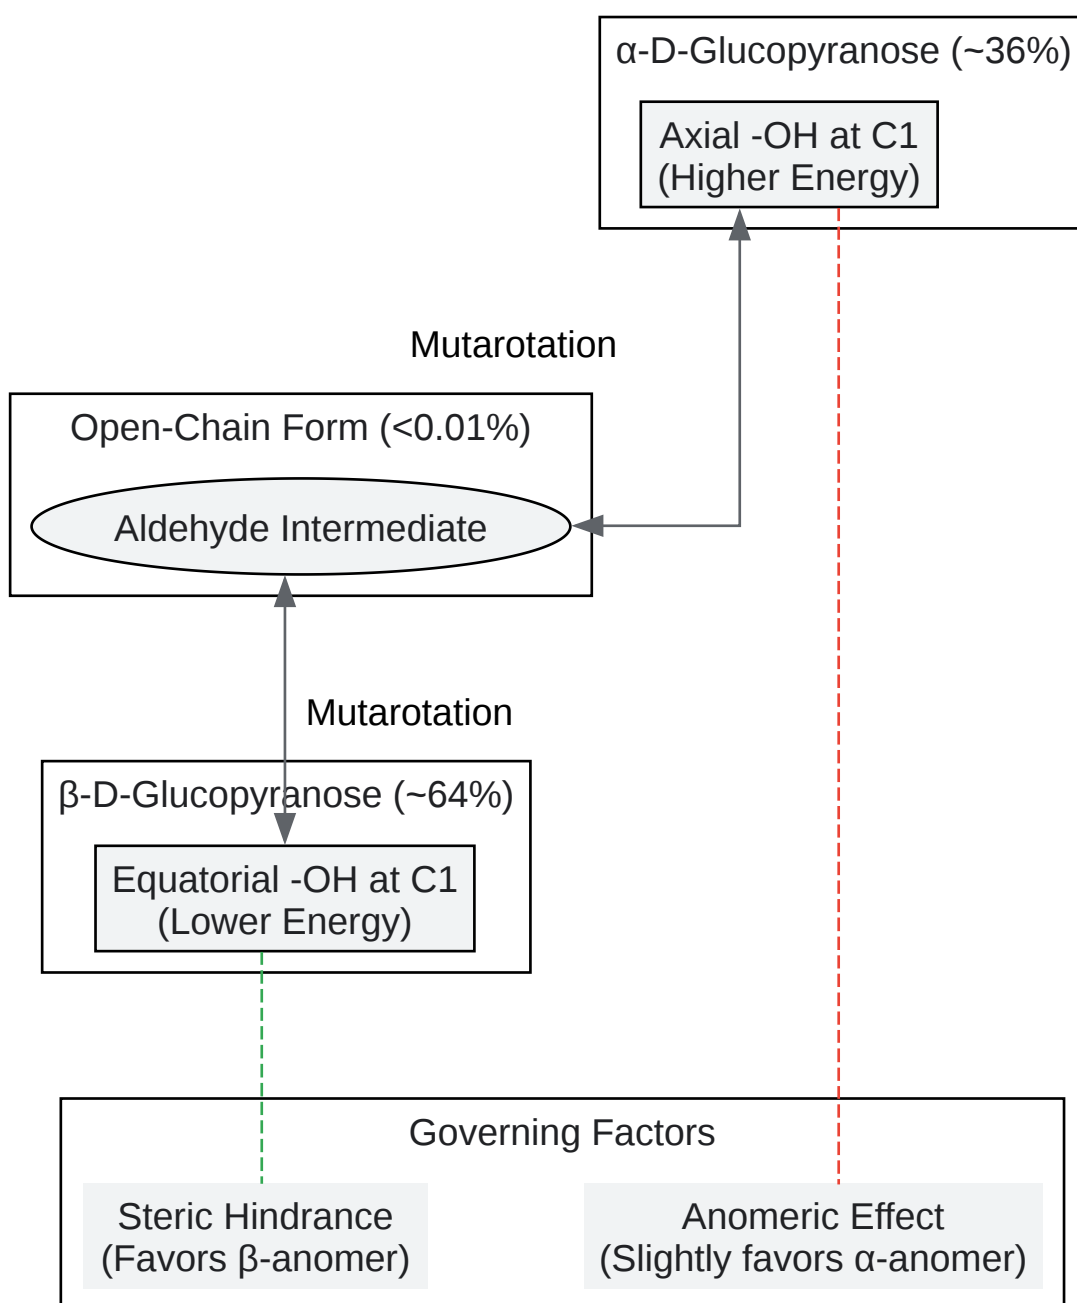 α-D-Glucopyranose (~36%)
Axial -OH at C1
(Higher Energy)
Mutarotation
Open-Chain Form (<0.01%)
Aldehyde Intermediate
Mutarotation
β-D-Glucopyranose (~64%)
Equatorial -OH at C1
(Lower Energy)
Governing Factors
Steric Hindrance
(Favors β-anomer)
Anomeric Effect
(Slightly favors α-anomer)